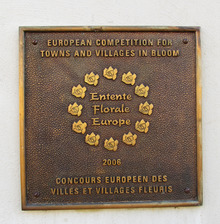 EUROPEAN COMPETITION FOR
TOWNS AND VILLAGES IN BLOOM
Entente
Florale
Europe
2006
CONCOURS EUROPEEN DES
VILLES ET VILLAGES FLEURIS